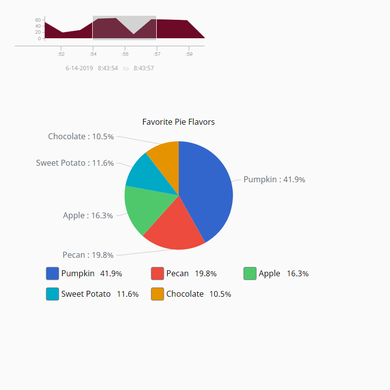 60
40
20
0
:52 :54 :55 :57 :59
6-14-2019 8:43:54 to 8:43:57
Favorite Pie Flavors
Chocolate : 10.5%
Sweet Potato : 11.6%
Pumpkin : 41.9%
Apple : 16.3%
Pecan : 19.8%
Pumpkin 41.9% Pecan 19.8% Apple 16.3%
Sweet Potato 11.6% Chocolate 10.5%